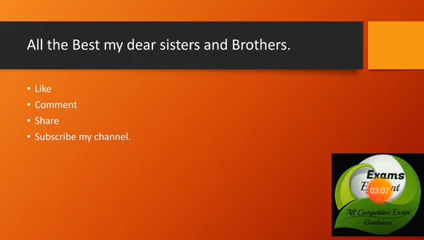 All the Best my dear sisters and Brothers.
• Like
• Comment
• Share
• Subscribe my channel.
Exams
03:07
All Competitive Exam
Guidance